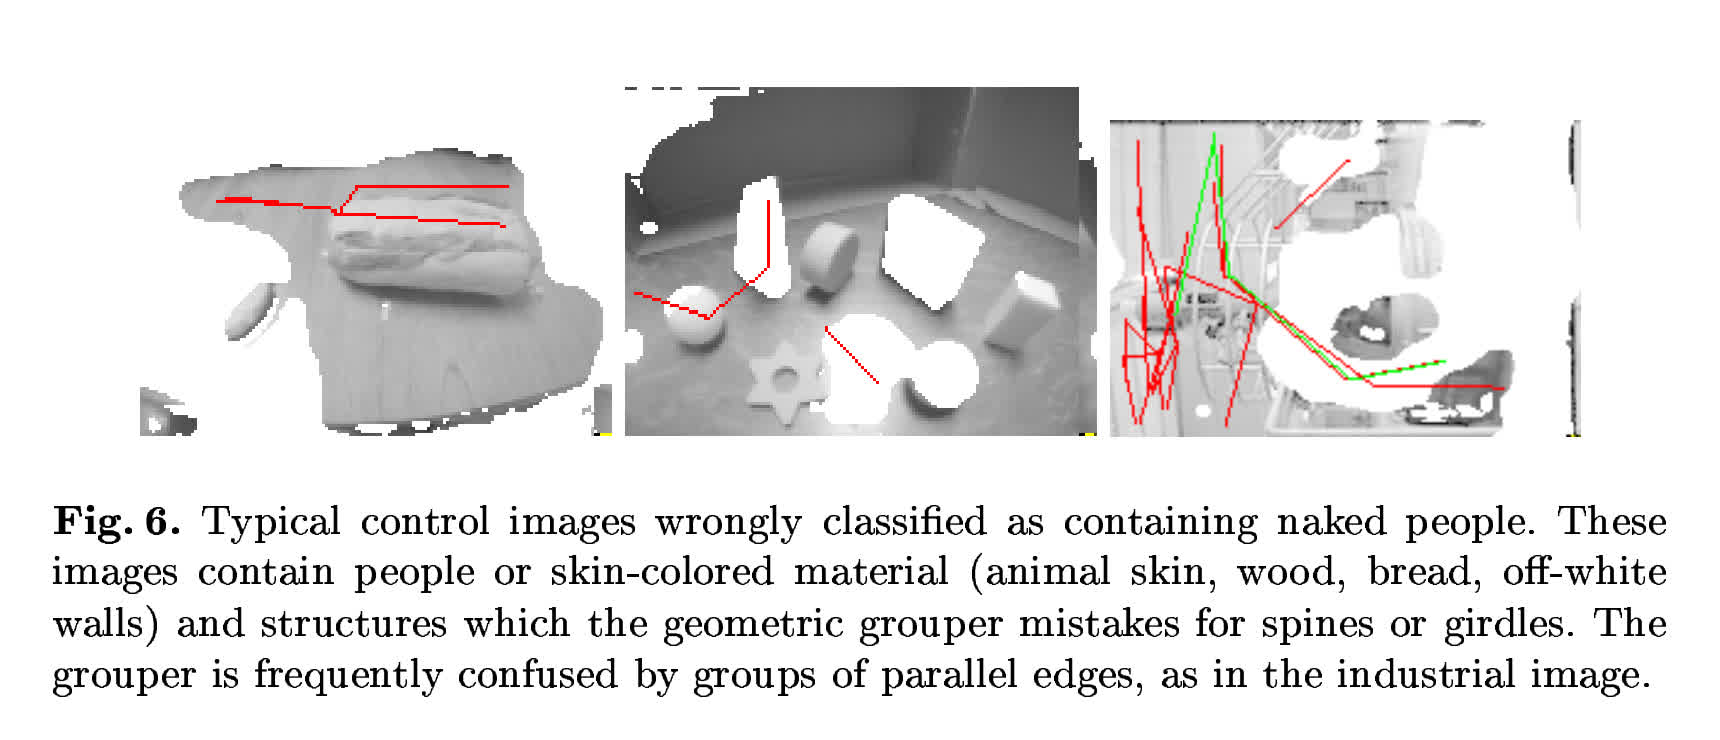 Fig. 6. Typical control images wrongly classified as containing naked people. These
images contain people or skin-colored material (animal skin, wood, bread, off-white
walls) and structures which the geometric grouper mistakes for spines or girdles. The
grouper is frequently confused by groups of parallel edges, as in the industrial image.